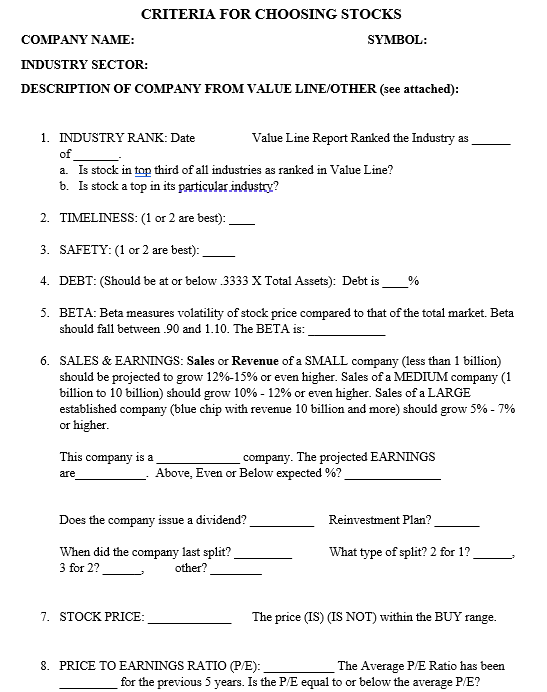 CRITERIA FOR CHOOSING STOCKS
COMPANY NAME: SYMBOL:
INDUSTRY SECTOR:
DESCRIPTION OF COMPANY FROM VALUE LINE/OTHER (see attached):
1. INDUSTRY RANK: Date Value Line Report Ranked the Industry as ______
of _______.
a. Is stock in top third of all industries as ranked in Value Line?
b. Is stock a top in its particular industry?
2. TIMELINESS: (1 or 2 are best): ____
3. SAFETY: (1 or 2 are best): _____
4. DEBT: (Should be at or below .3333 X Total Assets): Debt is ____%
5. BETA: Beta measures volatility of stock price compared to that of the total market. Beta
should fall between .90 and 1.10. The BETA is: ____________
6. SALES & EARNINGS: Sales or Revenue of a SMALL company (less than 1 billion)
should be projected to grow 12%-15% or even higher. Sales of a MEDIUM company (1
billion to 10 billion) should grow 10% - 12% or even higher. Sales of a LARGE
established company (blue chip with revenue 10 billion and more) should grow 5% - 7%
or higher.
This company is a _____________ company. The projected EARNINGS
are___________. Above, Even or Below expected %? _______________
Does the company issue a dividend? __________ Reinvestment Plan? _______
When did the company last split? _________ What type of split? 2 for 1? ______,
3 for 2? ______, other? ________
7. STOCK PRICE: _____________ The price (IS) (IS NOT) within the BUY range.
8. PRICE TO EARNINGS RATIO (P/E): ___________ The Average P/E Ratio has been
_________ for the previous 5 years. Is the P/E equal to or below the average P/E?